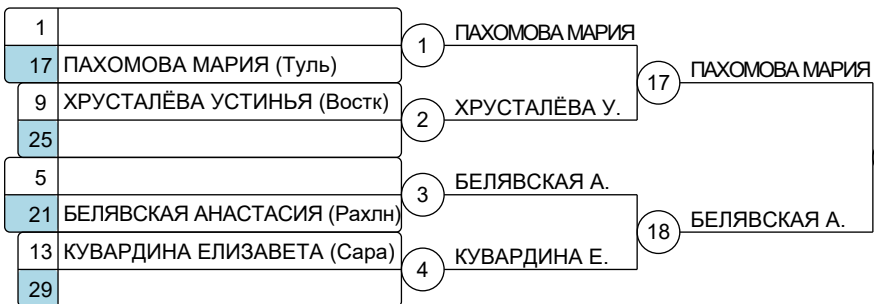 1
17 ПАХОМОВА МАРИЯ (Туль)
9 ХРУСТАЛЁВА УСТИНЬЯ (Востк)
25
5
21 БЕЛЯВСКАЯ АНАСТАСИЯ (Рахлн)
13 КУВАРДИНА ЕЛИЗАВЕТА (Сара)
29
1 ПАХОМОВА МАРИЯ
2 ХРУСТАЛЁВА У.
3 БЕЛЯВСКАЯ А.
4 КУВАРДИНА Е.
17 ПАХОМОВА МАРИЯ
18 БЕЛЯВСКАЯ А.